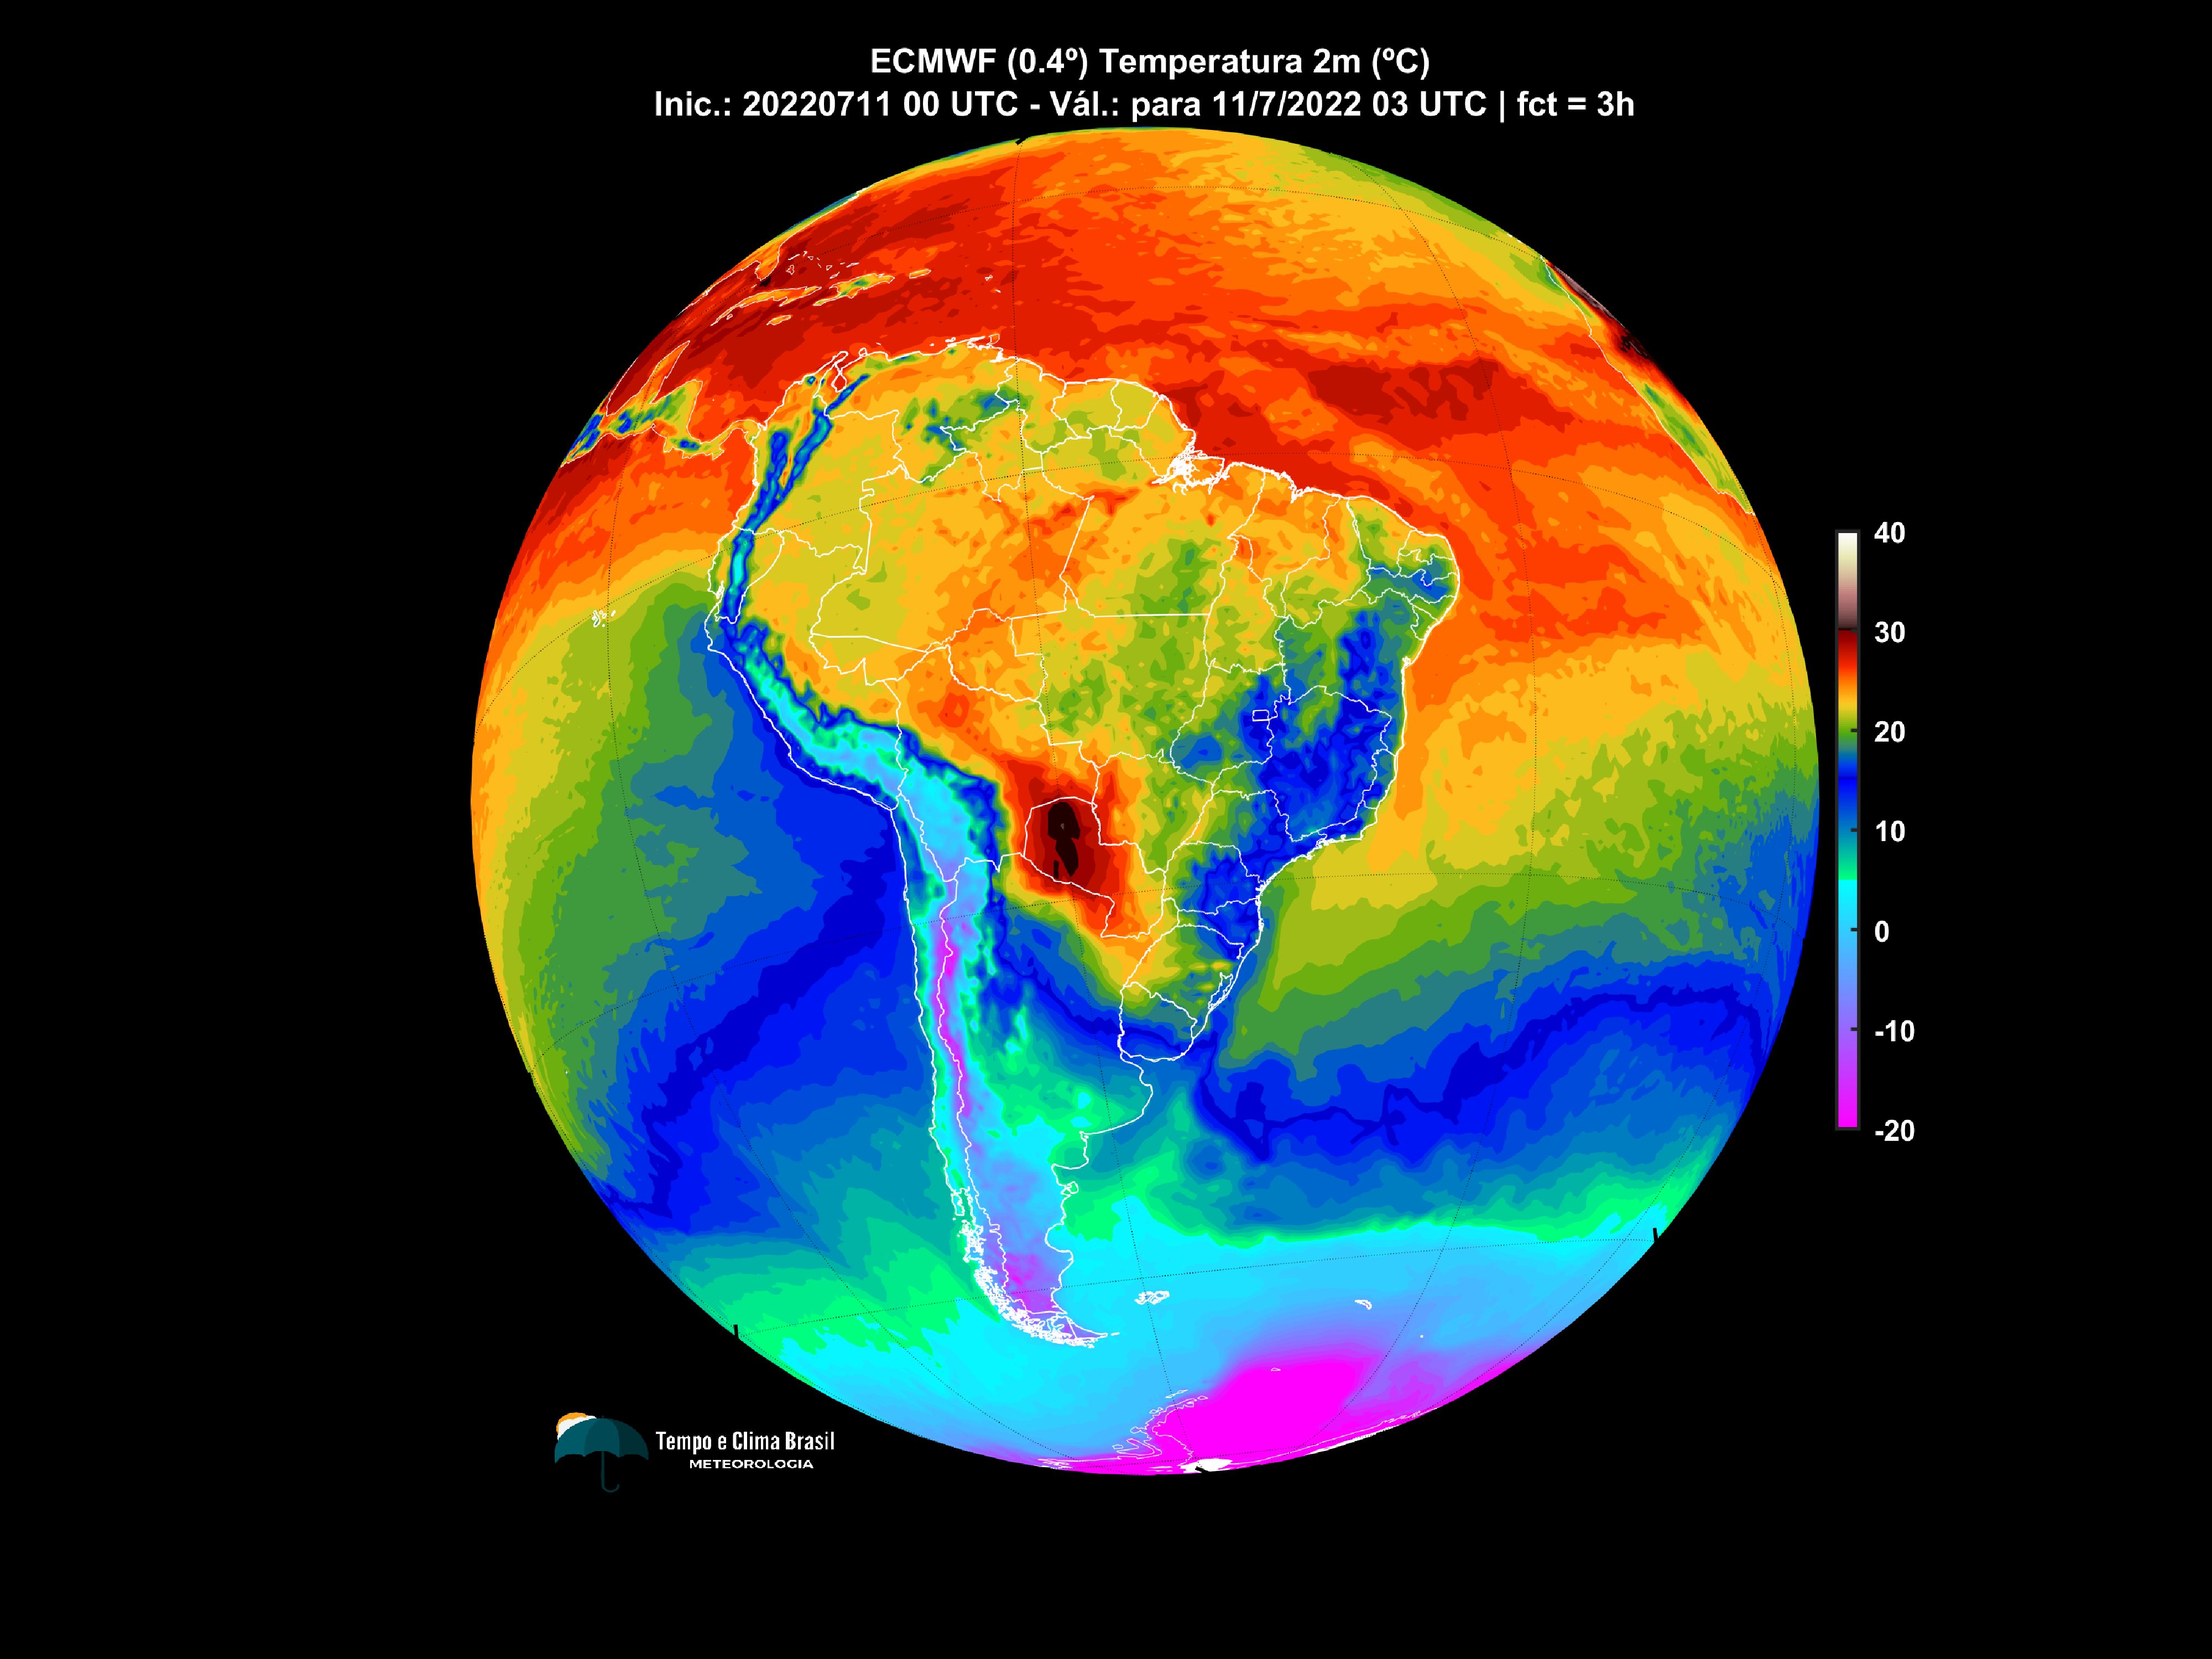 ECMWF (0.4º) Temperatura 2m (ºC)
Inic.: 20220711 00 UTC - Vál.: para 11/7/2022 03 UTC | fct = 3h
40
30
20
10
0
-10
-20
Tempo e Clima Brasil
METEOROLOGIA